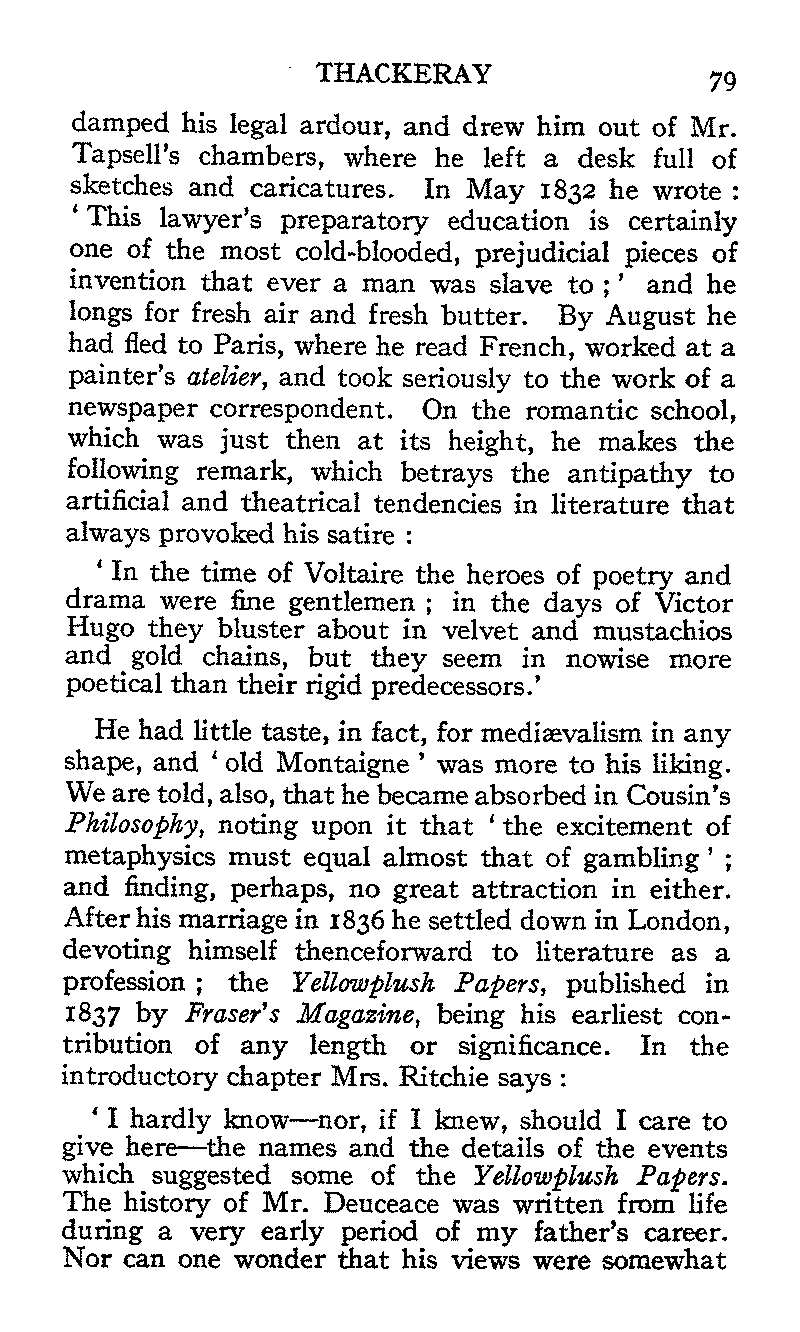 THACKERAY 79
damped his legal ardour, and drew him out of Mr.
Tapsell's chambers, where he left a desk full of
sketches and caricatures. In May 1832 he wrote :
‘ This lawyer's preparatory education is certainly
one of the most cold-blooded, prejudicial pieces of
invention that ever a man was slave to ; ’ and he
longs for fresh air and fresh butter. By August he
had fled to Paris, where he read French, worked at a
painter's atelier, and took seriously to the work of a
newspaper correspondent. On the romantic school,
which was just then at its height, he makes the
following remark, which betrays the antipathy to
artificial and theatrical tendencies in literature that
always provoked his satire :
‘ In the time of Voltaire the heroes of poetry and
drama were fine gentlemen ; in the days of Victor
Hugo they bluster about in velvet and mustachios
and gold chains, but they seem in nowise more
poetical than their rigid predecessors.’
He had little taste, in fact, for mediævalism in any
shape, and ‘ old Montaigne ’ was more to his liking.
We are told, also, that he became absorbed in Cousin's
Philosophy, noting upon it that ‘ the excitement of
metaphysics must equal almost that of gambling ’ ;
and finding, perhaps, no great attraction in either.
After his marriage in 1836 he settled down in London,
devoting himself thenceforward to literature as a
profession ; the Yellowplush Papers, published in
1837 by Fraser's Magazine, being his earliest con-
tribution of any length or significance. In the
introductory chapter Mrs. Ritchie says :
‘ I hardly know—nor, if I knew, should I care to
give here—the names and the details of the events
which suggested some of the Yellowplush Papers.
The history of Mr. Deuceace was written from life
during a very early period of my father's career.
Nor can one wonder that his views were somewhat